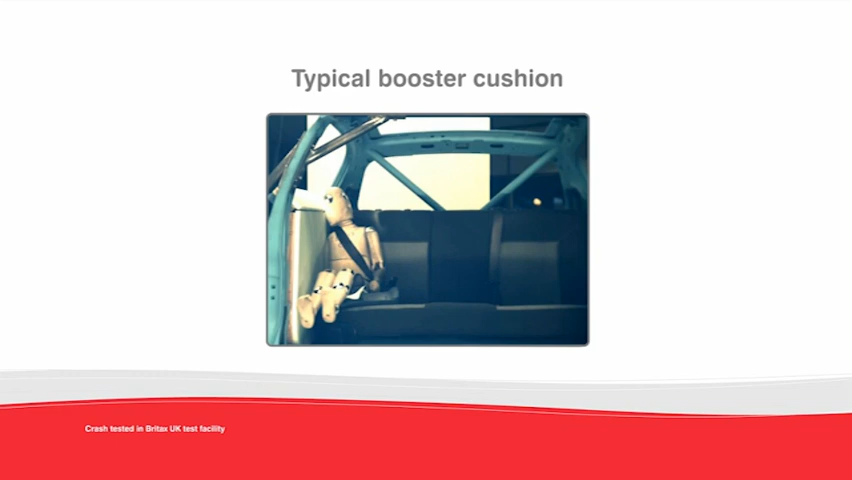 Typical booster cushion
Crash tested in Britax UK test facility